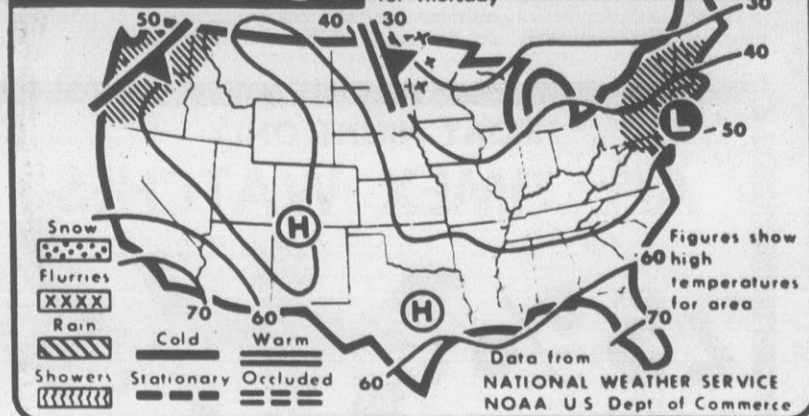 for Thursday
50
40
30
30
40
L
50
H
H
70
60
60
60
70
Snow
Flurries
XXXX
Rain
Showers
Cold
Warm
Stationary
Occluded
Figures show
high
temperatures
for area
Data from
NATIONAL WEATHER SERVICE
NOAA US Dept of Commerce